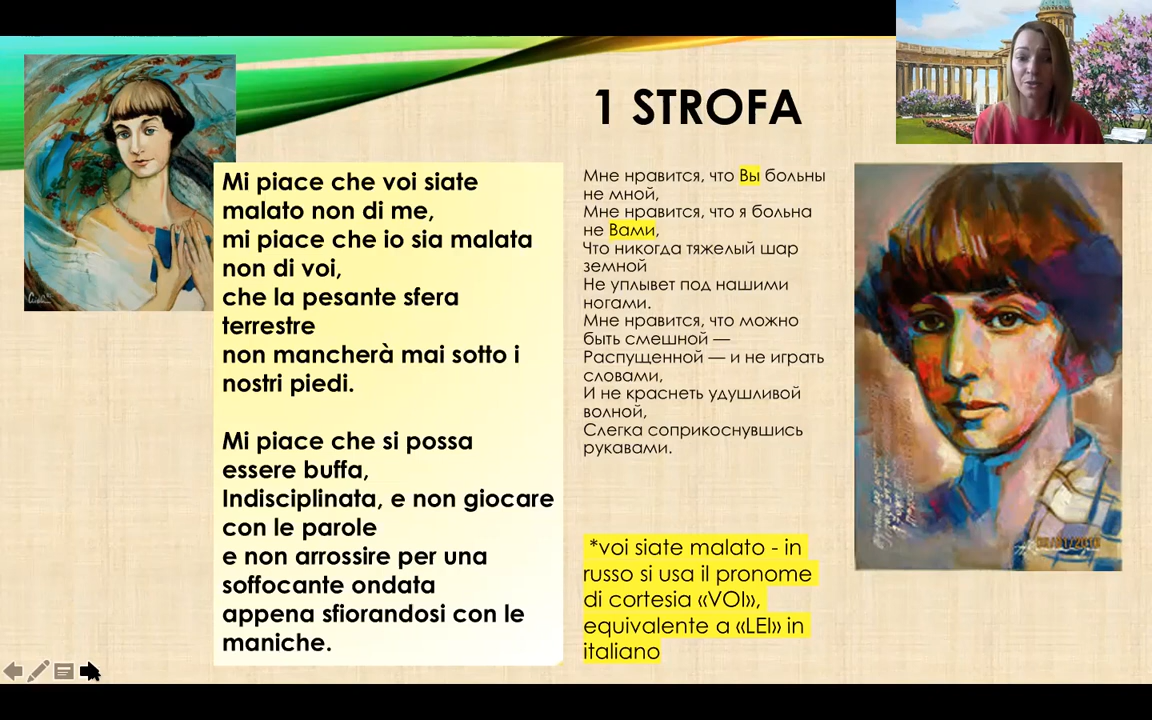 1 STROFA
Mi piace che voi siate
malato non di me,
mi piace che io sia malata
non di voi,
che la pesante sfera
terrestre
non mancherà mai sotto i
nostri piedi.
Mi piace che si possa
essere buffa,
Indisciplinata, e non giocare
con le parole
e non arrossire per una
soffocante ondata
appena sfiorandosi con le
maniche.
Мне нравится, что Вы больны
не мной,
Мне нравится, что я больна
не Вами,
Что никогда тяжелый шар
земной
Не уплывет под нашими
ногами.
Мне нравится, что можно
быть смешной —
Распущенной — и не играть
словами,
И не краснеть удушливой
волной,
Слегка соприкоснувшись
рукавами.
*voi siate malato - in
russo si usa il pronome
di cortesia «VOI»,
equivalente a «LEI» in
italiano